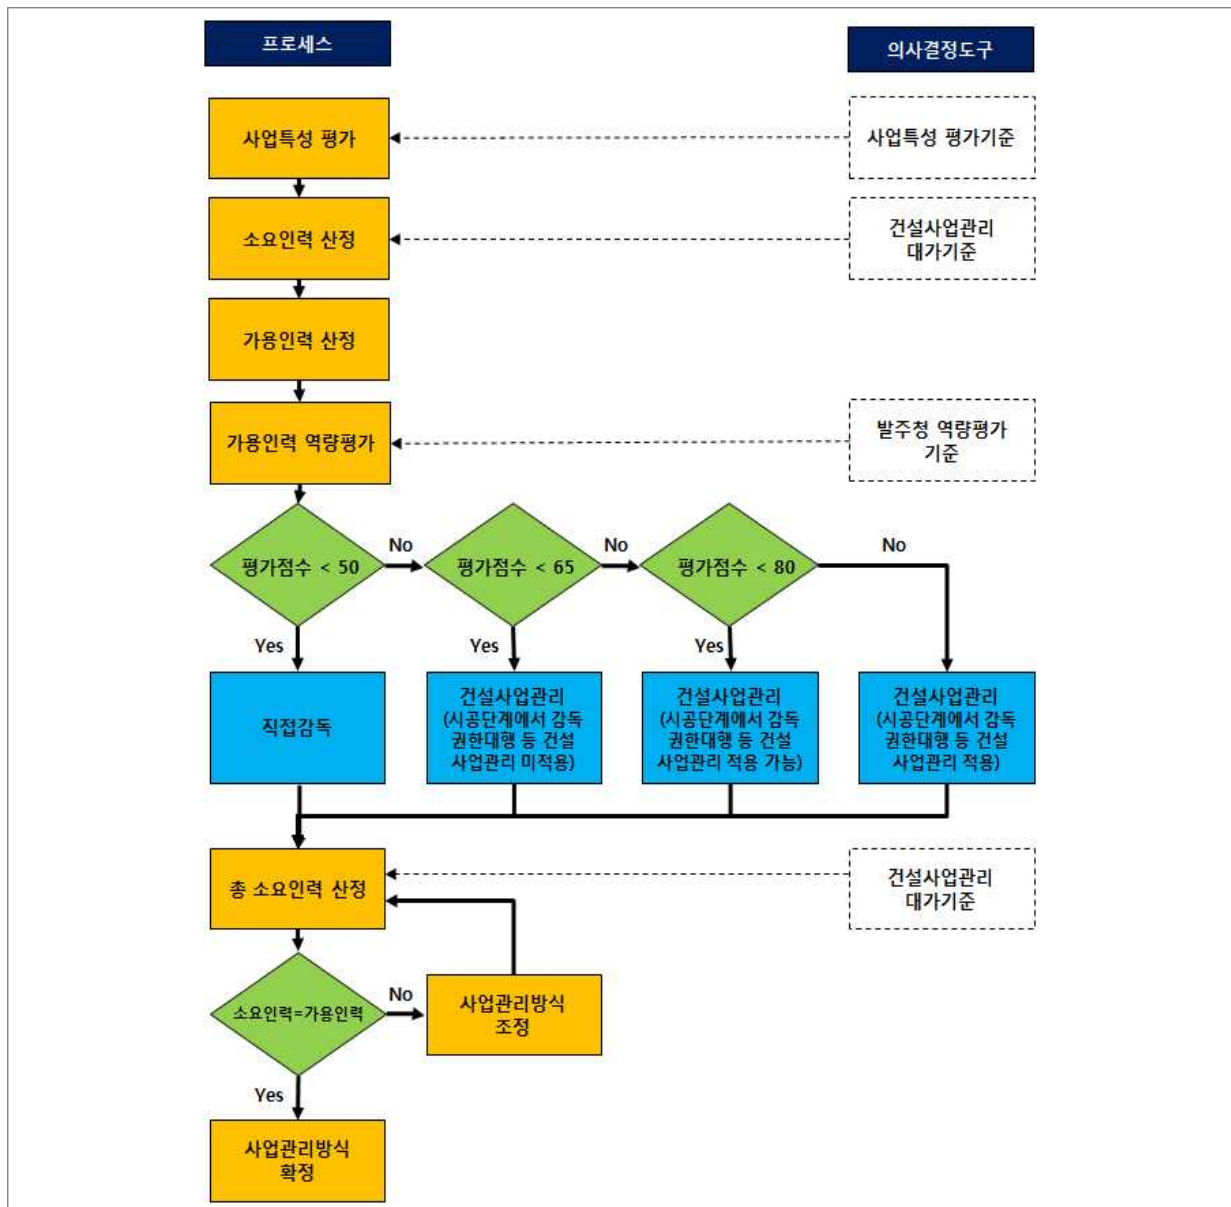 프로세스
의사결정도구
사업특성 평가
사업특성 평가기준
소요인력 산정
건설사업관리
대가기준
가용인력 산정
가용인력 역량평가
발주청 역량평가
기준
평가점수 < 50
No
평가점수 < 65
No
평가점수 < 80
No
Yes
Yes
Yes
직접감독
건설사업관리
(시공단계에서 감독
권한대행 등 건설
사업관리 미적용)
건설사업관리
(시공단계에서 감독
권한대행 등 건설
사업관리 적용 가능)
건설사업관리
(시공단계에서 감독
권한대행 등 건설
사업관리 적용)
총 소요인력 산정
건설사업관리
대가기준
소요인력=가용인력
No
사업관리방식
조정
Yes
사업관리방식
확정